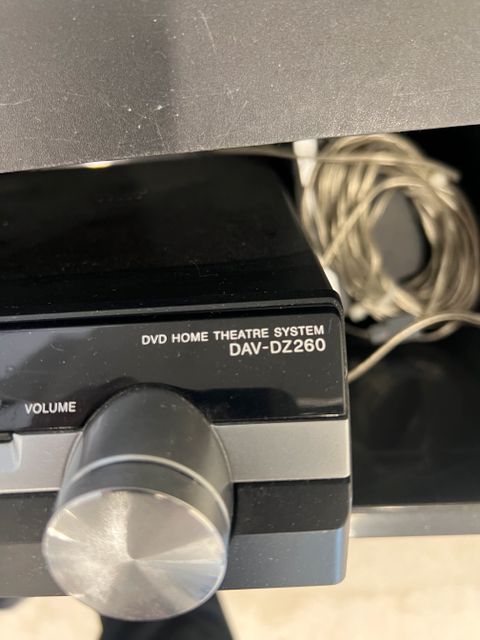 DVD HOME THEATRE SYSTEM
DAV-DZ260
VOLUME